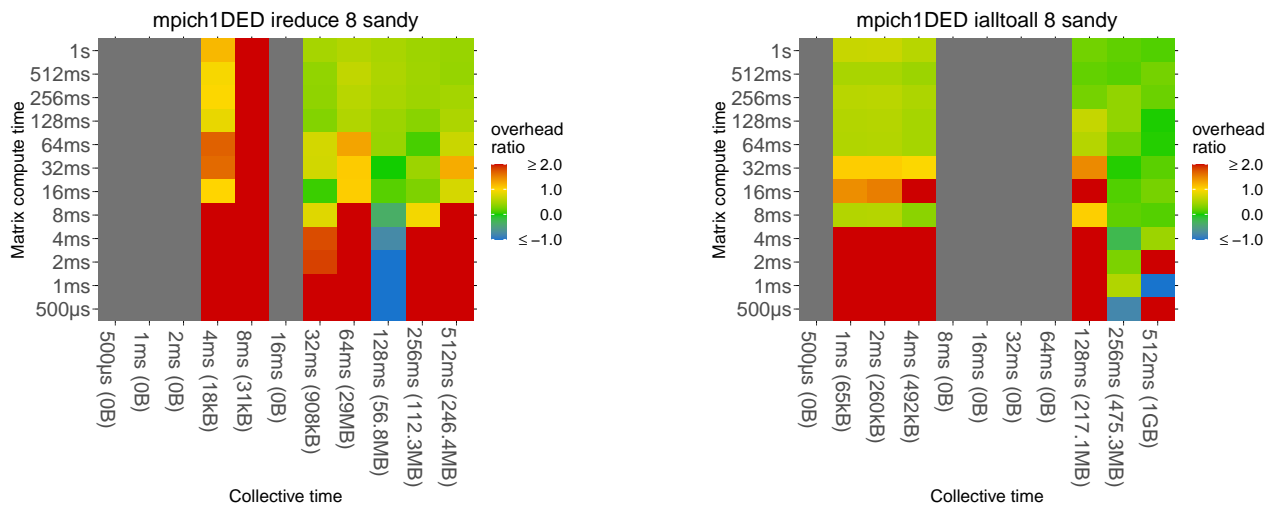 mpich1DED ireduce 8 sandy
Matrix compute time
1s
512ms
256ms
128ms
64ms
32ms
16ms
8ms
4ms
2ms
1ms
500µs
500µs (0B)
1ms (0B)
2ms (0B)
4ms (18kB)
8ms (31kB)
16ms (0B)
32ms (908kB)
64ms (29MB)
128ms (56.8MB)
256ms (112.3MB)
512ms (246.4MB)
Collective time
overhead
ratio
≥ 2.0
1.0
0.0
≤ −1.0
mpich1DED ialltoall 8 sandy
Matrix compute time
1s
512ms
256ms
128ms
64ms
32ms
16ms
8ms
4ms
2ms
1ms
500µs
500µs (0B)
1ms (65kB)
2ms (260kB)
4ms (492kB)
8ms (0B)
16ms (0B)
32ms (0B)
64ms (0B)
128ms (217.1MB)
256ms (475.3MB)
512ms (1GB)
Collective time
overhead
ratio
≥ 2.0
1.0
0.0
≤ −1.0